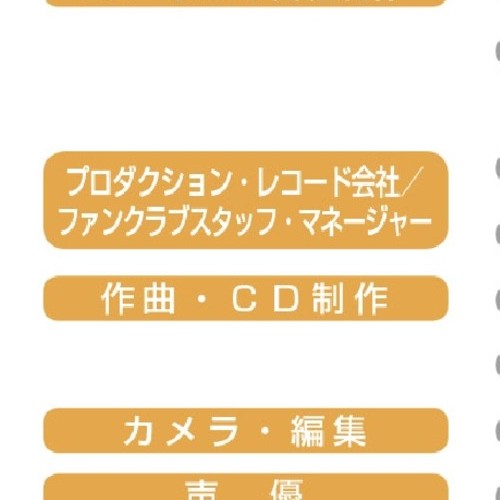 プロダクション・レコード会社／
ファンクラブスタッフ・マネージャー
作曲・ＣＤ制作
カメラ・編集
声優